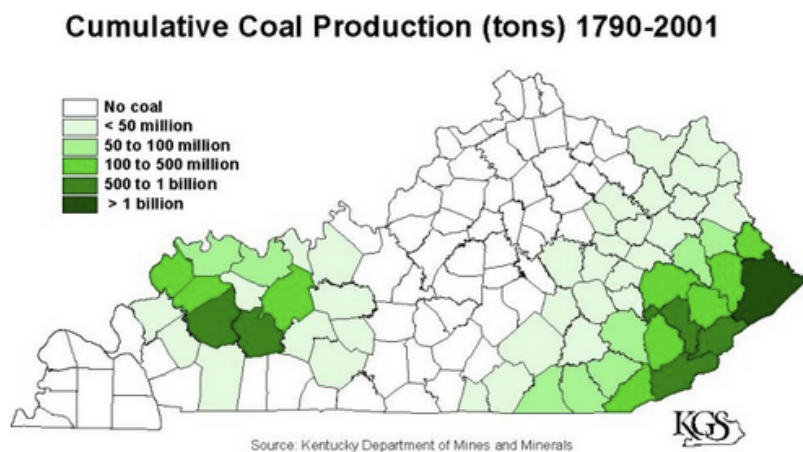 Cumulative Coal Production (tons) 1790-2001
No coal
< 50 million
50 to 100 million
100 to 500 million
500 to 1 billion
> 1 billion
KGS
Source: Kentucky Department of Mines and Minerals